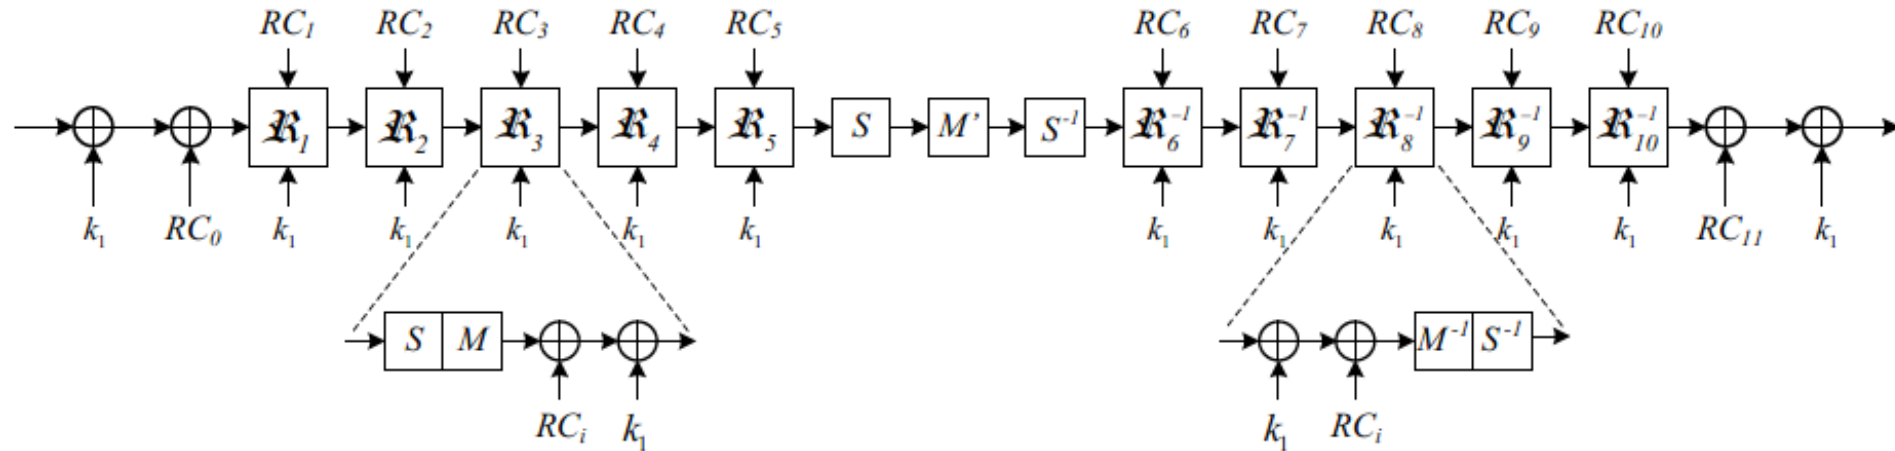 RC₁ RC₂ RC₃ RC₄ RC₅ RC₆ RC₇ RC₈ RC₉ RC₁₀
ℜ₁ ℜ₂ ℜ₃ ℜ₄ ℜ₅ S M' S⁻¹ ℜ₆⁻¹ ℜ₇⁻¹ ℜ₈⁻¹ ℜ₉⁻¹ ℜ₁₀⁻¹
k₁ RC₀ k₁ k₁ k₁ k₁ k₁ k₁ k₁ k₁ k₁ k₁ RC₁₁ k₁
S M M⁻¹ S⁻¹
RCᵢ k₁ k₁ RCᵢ